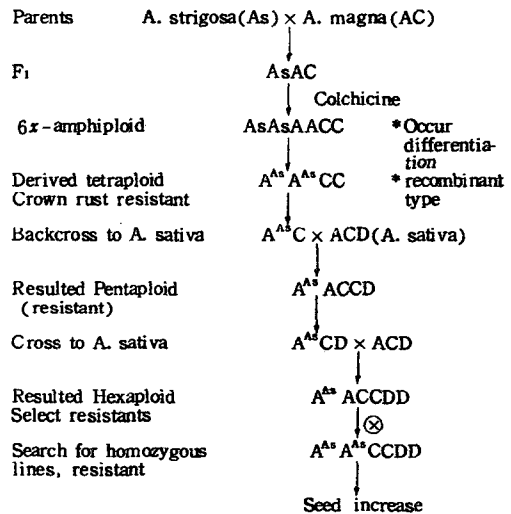 Parents A. strigosa(As) × A. magna(AC)
F₁ AsAC
Colchicine
6x-amphiploid AsAsAACC *Occur
differentia-
tion
Derived tetraploid A^As A^As CC *recombinant
Crown rust resistant type
Backcross to A. sativa A^As C × ACD(A. sativa)
Resulted Pentaploid A^As ACCD
(resistant)
Cross to A. sativa A^As CD × ACD
Resulted Hexaploid A^As ACCDD
Select resistants ⊗
Search for homozygous A^As A^As CCDD
lines, resistant
Seed increase